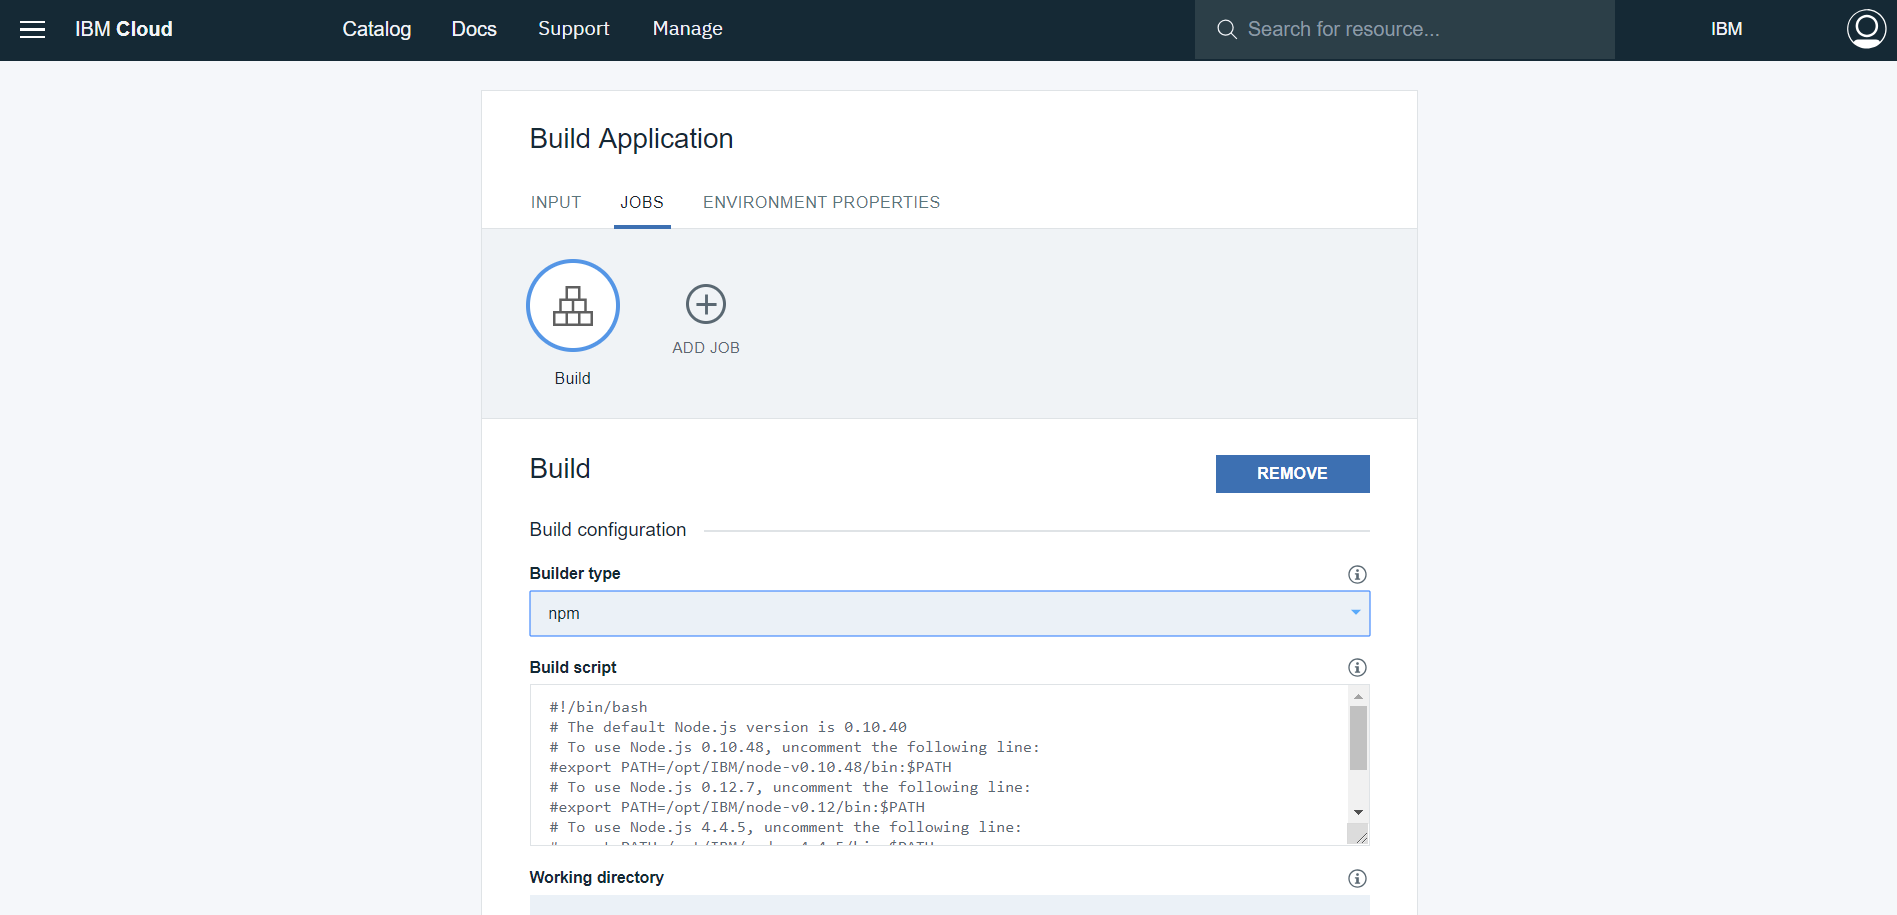 IBM Cloud Catalog Docs Support Manage Search for resource... IBM
Build Application
INPUT JOBS ENVIRONMENT PROPERTIES
ADD JOB
Build
Build REMOVE
Build configuration
Builder type
npm
Build script
#!/bin/bash
# The default Node.js version is 0.10.40
# To use Node.js 0.10.48, uncomment the following line:
#export PATH=/opt/IBM/node-v0.10.48/bin:$PATH
# To use Node.js 0.12.7, uncomment the following line:
#export PATH=/opt/IBM/node-v0.12/bin:$PATH
# To use Node.js 4.4.5, uncomment the following line:
Working directory